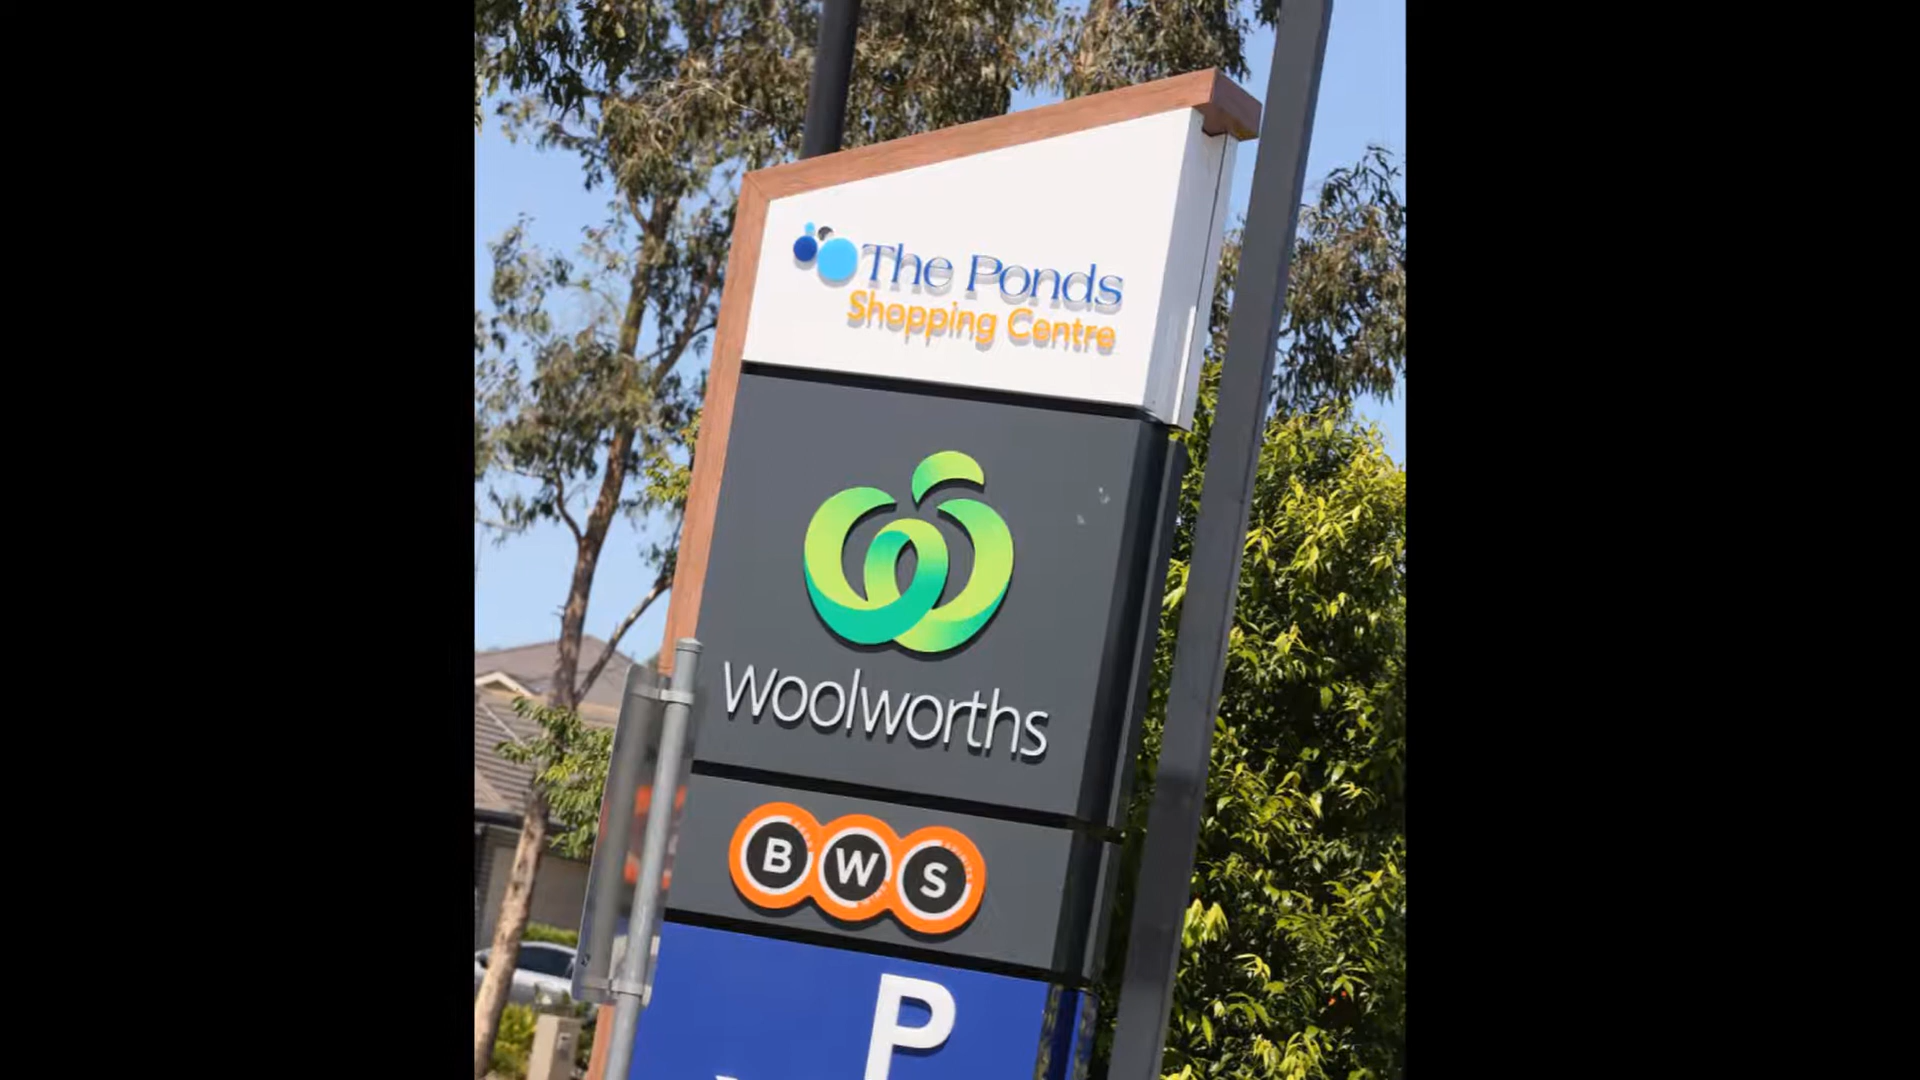 The Ponds
Shopping Centre
Woolworths
BWS
P